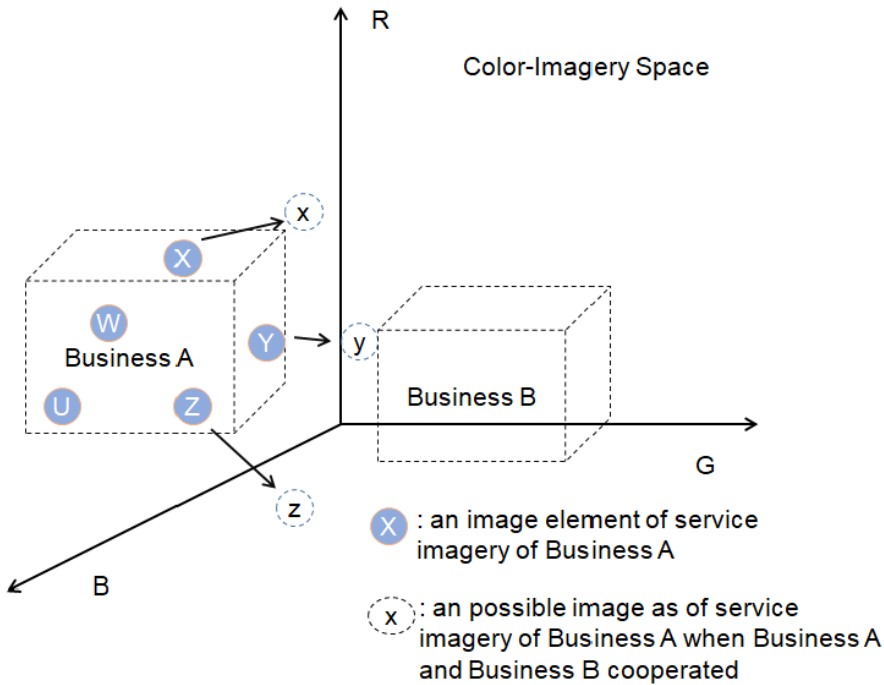 R
Color-Imagery Space
x
X
W
Y
y
Business A
Business B
U
Z
G
z
B
X : an image element of service
imagery of Business A
x : an possible image as of service
imagery of Business A when Business A
and Business B cooperated